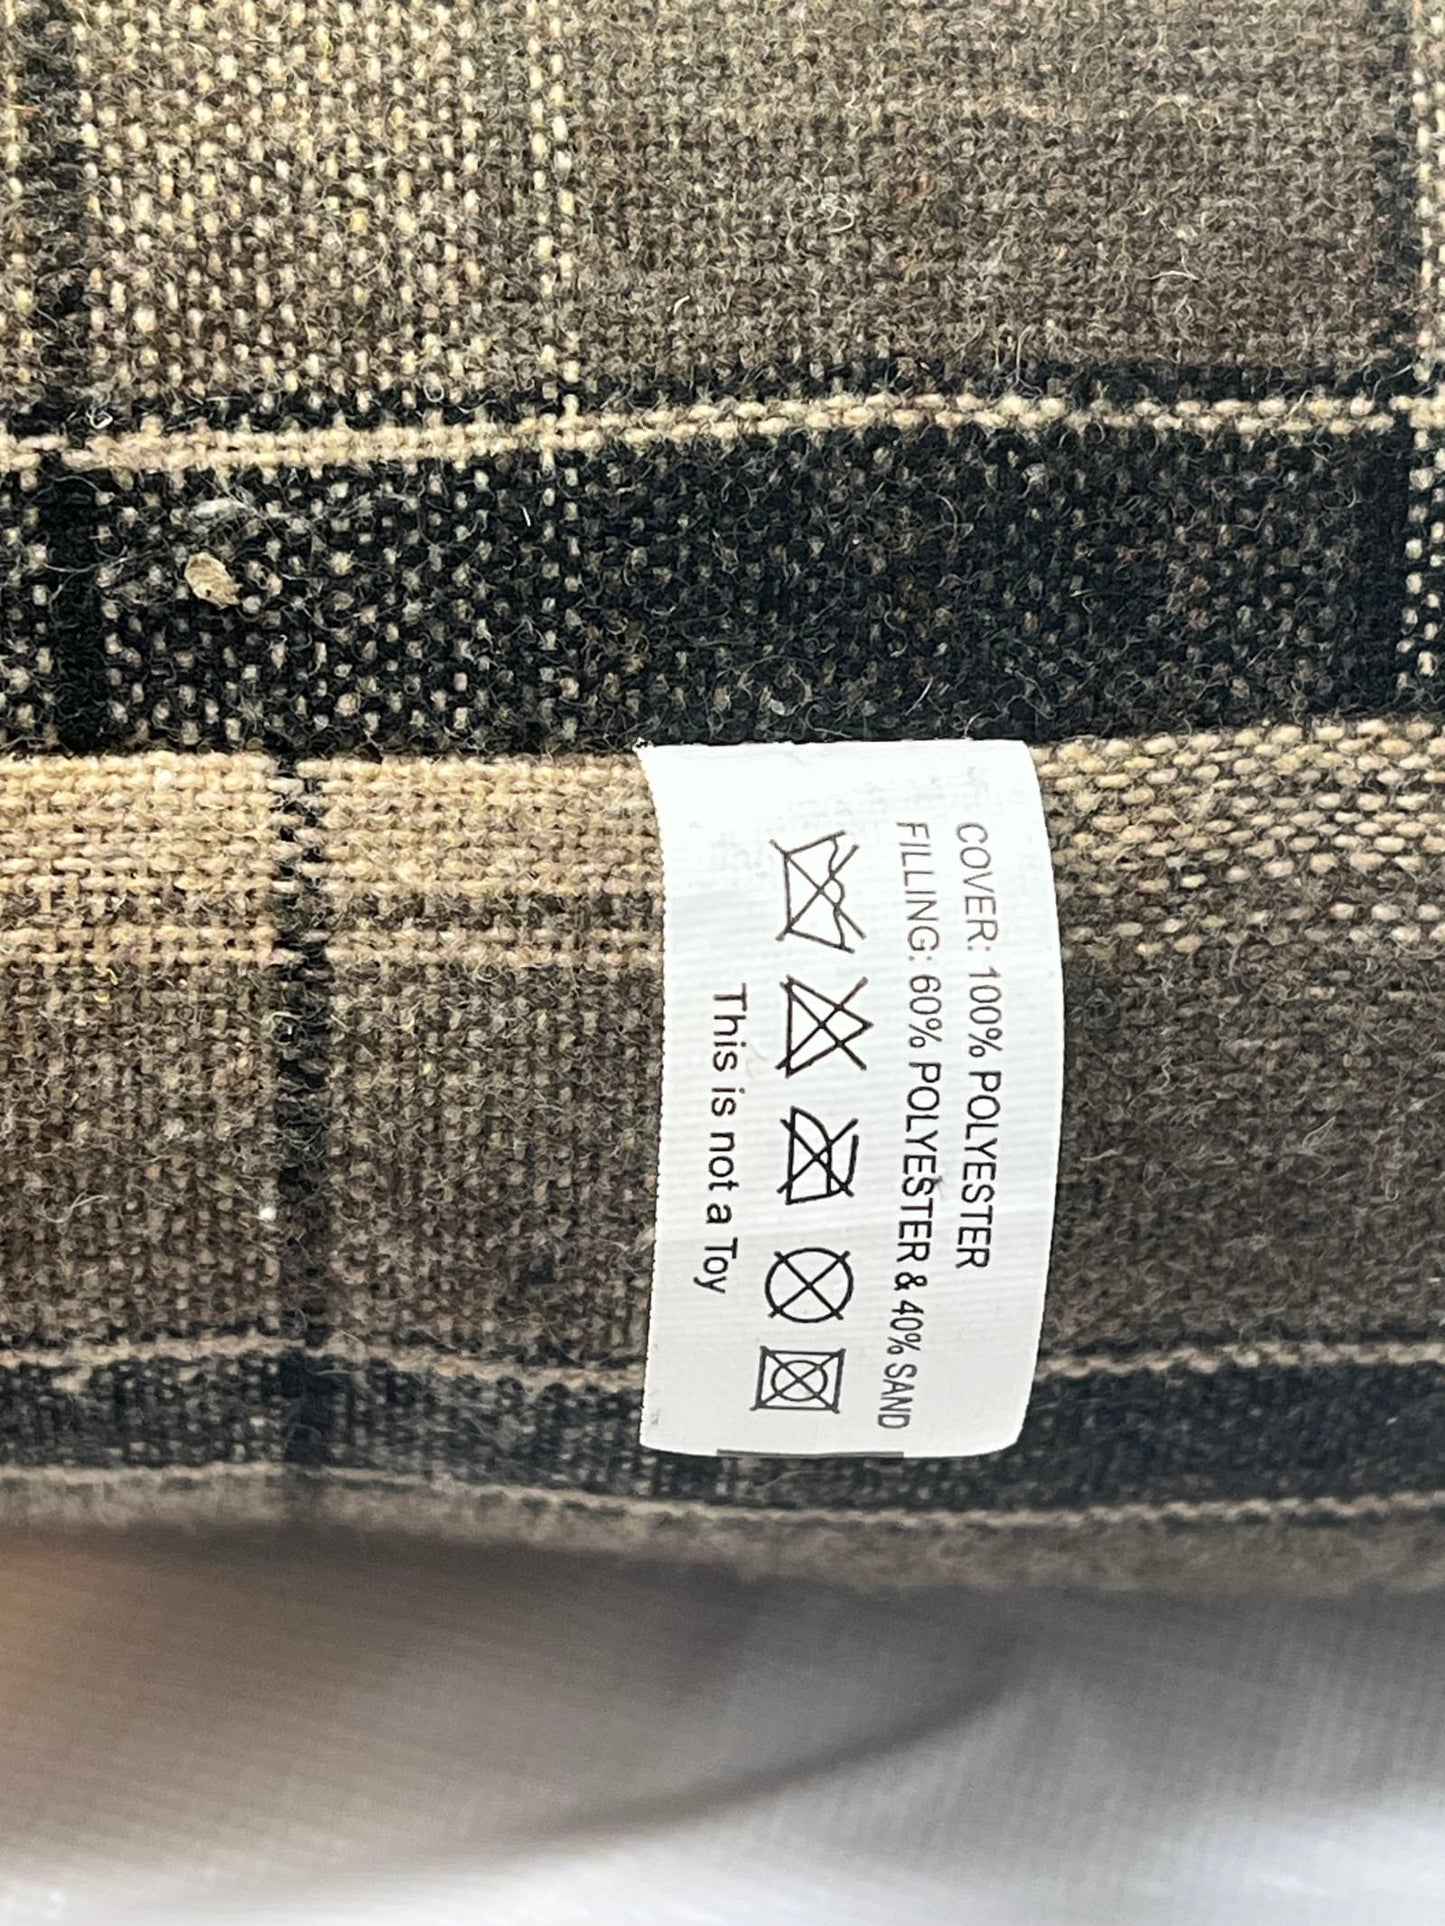 COVER: 100% POLYESTER
FILLING: 60% POLYESTER & 40% SAND
This is not a Toy